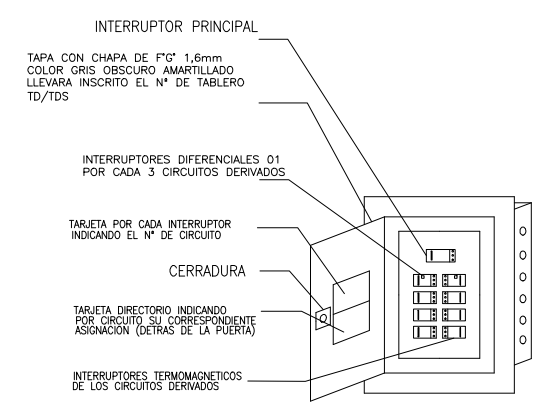 INTERRUPTOR PRINCIPAL
TAPA CON CHAPA DE F°G° 1,6mm
COLOR GRIS OBSCURO AMARTILLADO
LLEVARA INSCRITO EL N° DE TABLERO
TD/TDS
INTERRUPTORES DIFERENCIALES 01
POR CADA 3 CIRCUITOS DERIVADOS
TARJETA POR CADA INTERRUPTOR
INDICANDO EL N° DE CIRCUITO
CERRADURA
TARJETA DIRECTORIO INDICANDO
POR CIRCUITO SU CORRESPONDIENTE
ASIGNACION (DETRAS DE LA PUERTA)
INTERRUPTORES TERMOMAGNETICOS
DE LOS CIRCUITOS DERIVADOS